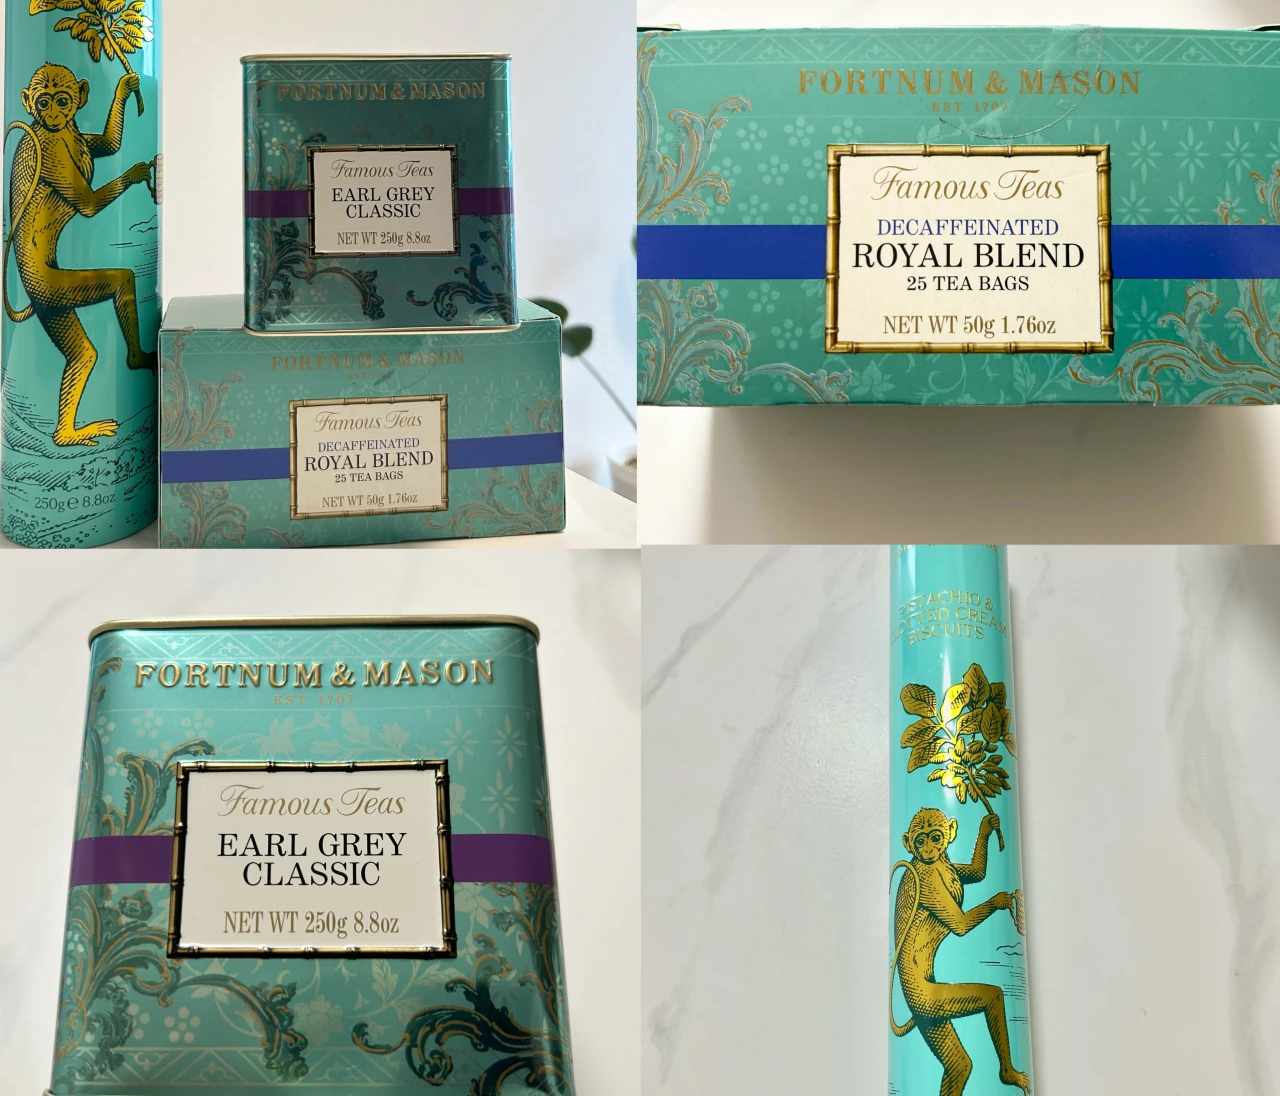 FORTNUM & MASON
Famous Teas
EARL GREY
CLASSIC
NET WT 250g 8.8oz
FORTNUM & MASON
Famous Teas
DECAFFEINATED
ROYAL BLEND
25 TEA BAGS
NET WT 50g 1.76oz
250g℮ 8.8oz
FORTNUM & MASON
EST 1707
Famous Teas
DECAFFEINATED
ROYAL BLEND
25 TEA BAGS
NET WT 50g 1.76oz
FORTNUM & MASON
EST 1707
Famous Teas
EARL GREY
CLASSIC
NET WT 250g 8.8oz
PISTACHIO &
CLOTTED CREAM
BISCUITS